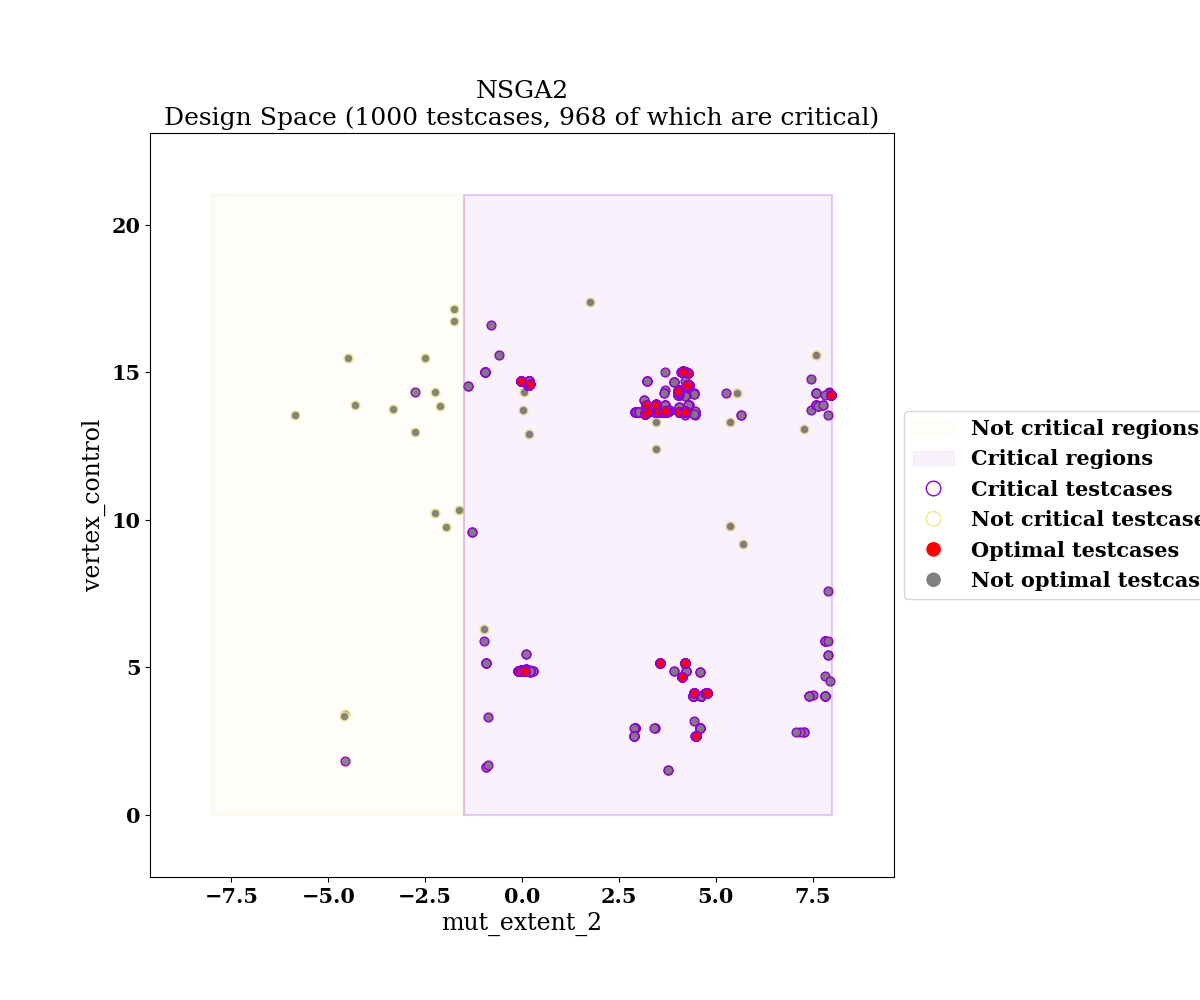 NSGA2
Design Space (1000 testcases, 968 of which are critical)
20
15
10
5
0
vertex_control
−7.5 −5.0 −2.5 0.0 2.5 5.0 7.5
mut_extent_2
Not critical regions
Critical regions
Critical testcases
Not critical testcase
Optimal testcases
Not optimal testcas